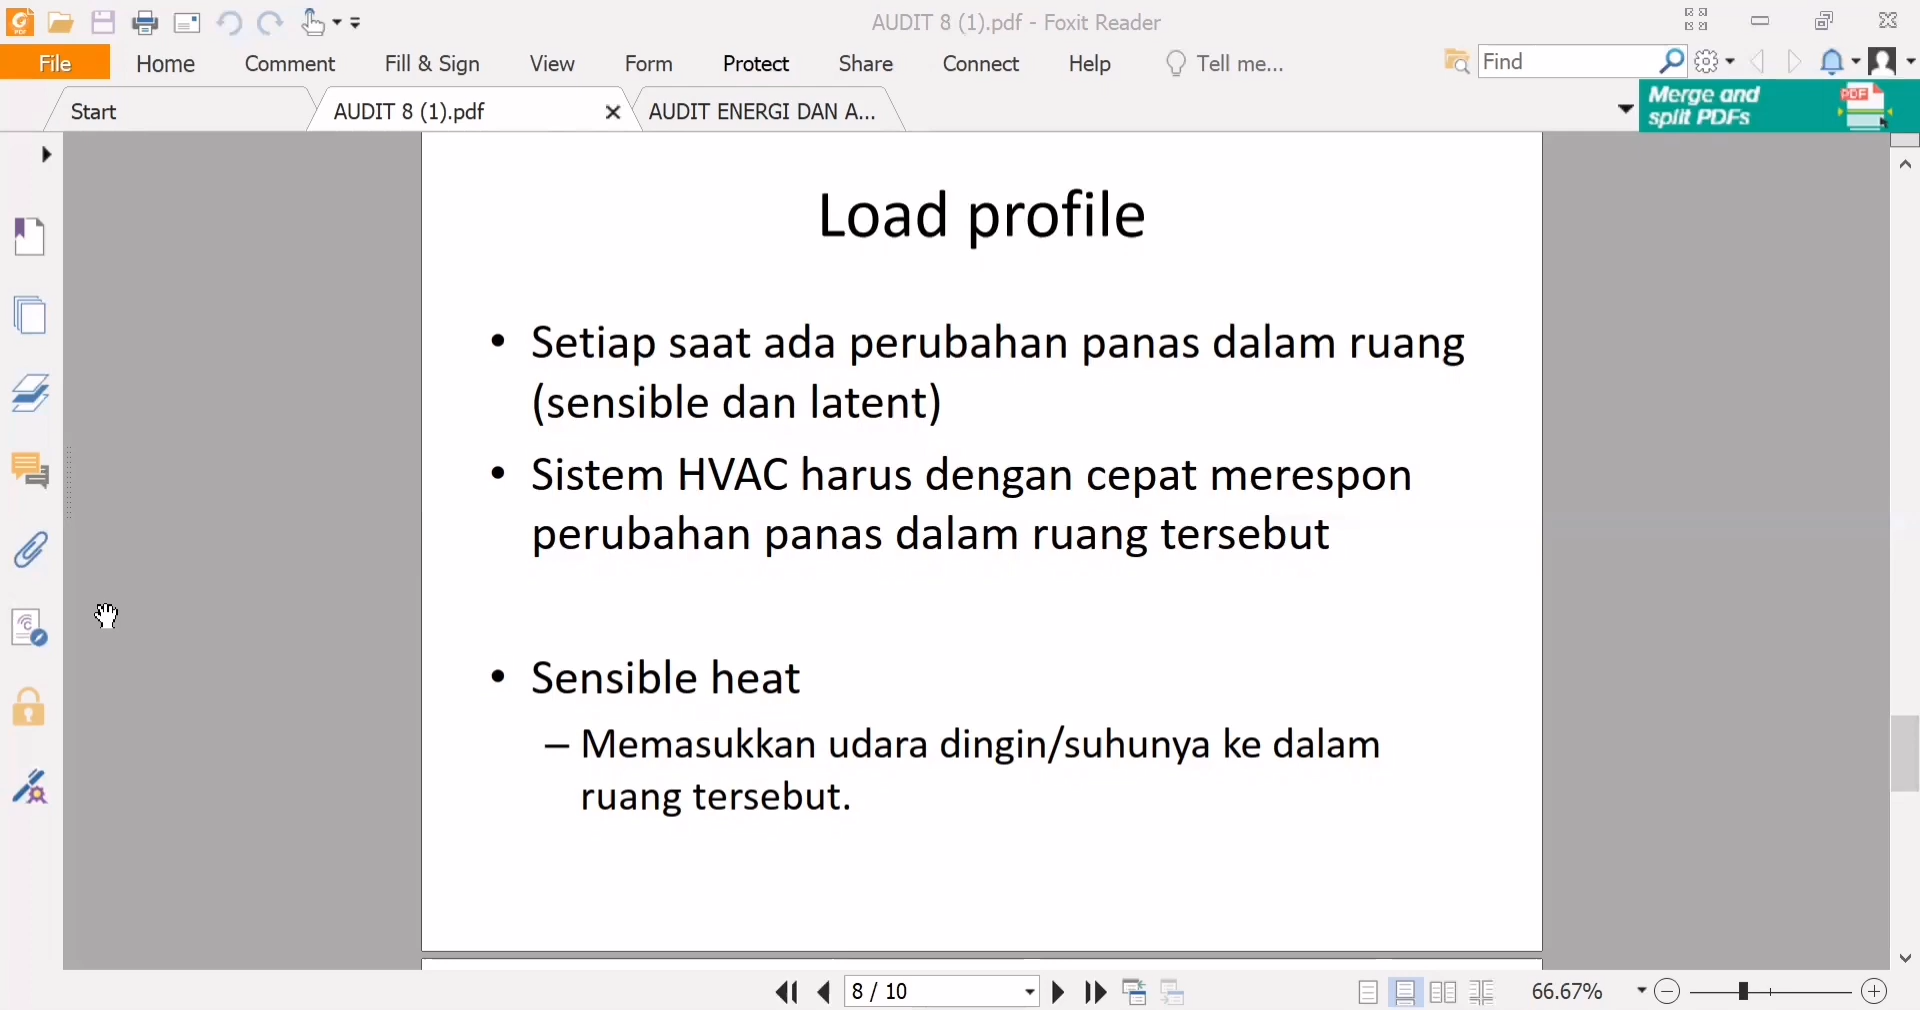 AUDIT 8 (1).pdf - Foxit Reader
File Home Comment Fill & Sign View Form Protect Share Connect Help Tell me... Find
Start AUDIT 8 (1).pdf AUDIT ENERGI DAN A...
Merge and
split PDFs
PDF
Load profile
• Setiap saat ada perubahan panas dalam ruang
(sensible dan latent)
• Sistem HVAC harus dengan cepat merespon
perubahan panas dalam ruang tersebut
• Sensible heat
– Memasukkan udara dingin/suhunya ke dalam
ruang tersebut.
8 / 10 66.67%